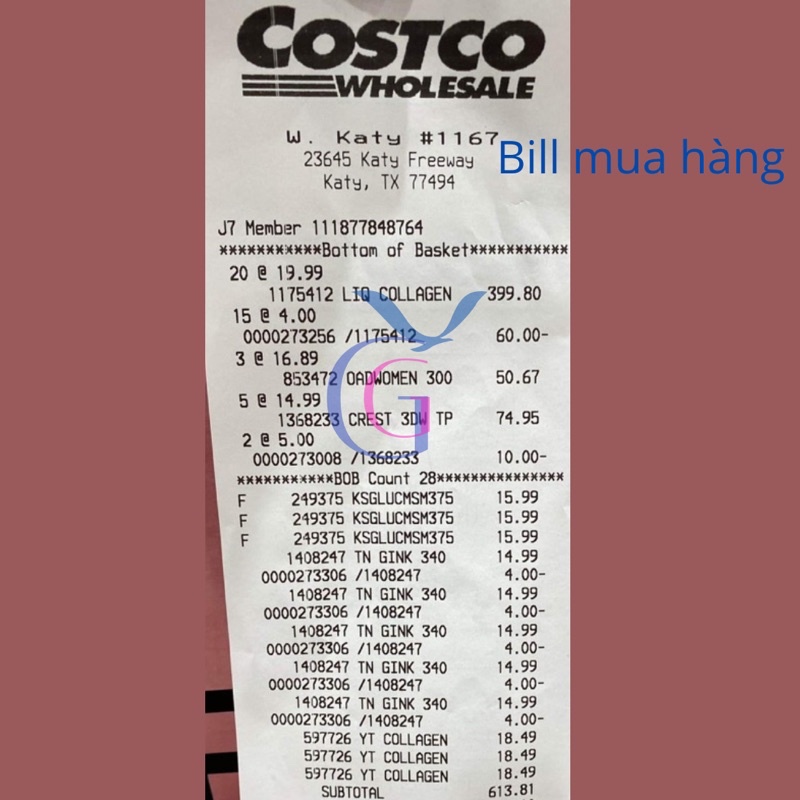 COSTCO
WHOLESALE
W. Katy #1167
Bill mua hàng
23645 Katy Freeway
Katy, TX 77494
J7 Member 111877848764
***********Bottom of Basket***********
20 @ 19.99
1175412 LIQ COLLAGEN 399.80
15 @ 4.00
0000273256 /1175412 60.00-
3 @ 16.89
853472 OADWOMEN 300 50.67
5 @ 14.99
1368233 CREST 3DW TP 74.95
2 @ 5.00
0000273008 /1368233 10.00-
***********BOB Count 28***************
F 249375 KSGLUCMSM375 15.99
F 249375 KSGLUCMSM375 15.99
F 249375 KSGLUCMSM375 15.99
1408247 TN GINK 340 14.99
0000273306 /1408247 4.00-
1408247 TN GINK 340 14.99
0000273306 /1408247 4.00-
1408247 TN GINK 340 14.99
0000273306 /1408247 4.00-
1408247 TN GINK 340 14.99
0000273306 /1408247 4.00-
1408247 TN GINK 340 14.99
0000273306 /1408247 4.00-
597726 YT COLLAGEN 18.49
597726 YT COLLAGEN 18.49
597726 YT COLLAGEN 18.49
SUBTOTAL 613.81